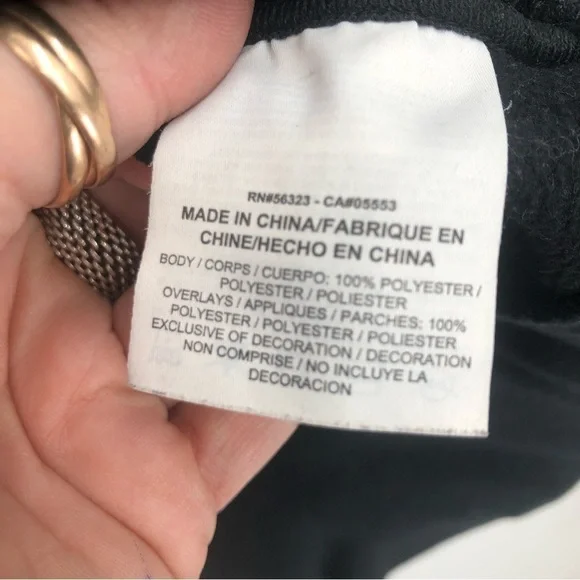 RN#56323 - CA#05553
MADE IN CHINA/FABRIQUE EN
CHINE/HECHO EN CHINA
BODY / CORPS / CUERPO: 100% POLYESTER /
POLYESTER / POLIESTER
OVERLAYS / APPLIQUES / PARCHES: 100%
POLYESTER / POLYESTER / POLIESTER
EXCLUSIVE OF DECORATION / DECORATION
NON COMPRISE / NO INCLUYE LA
DECORACION